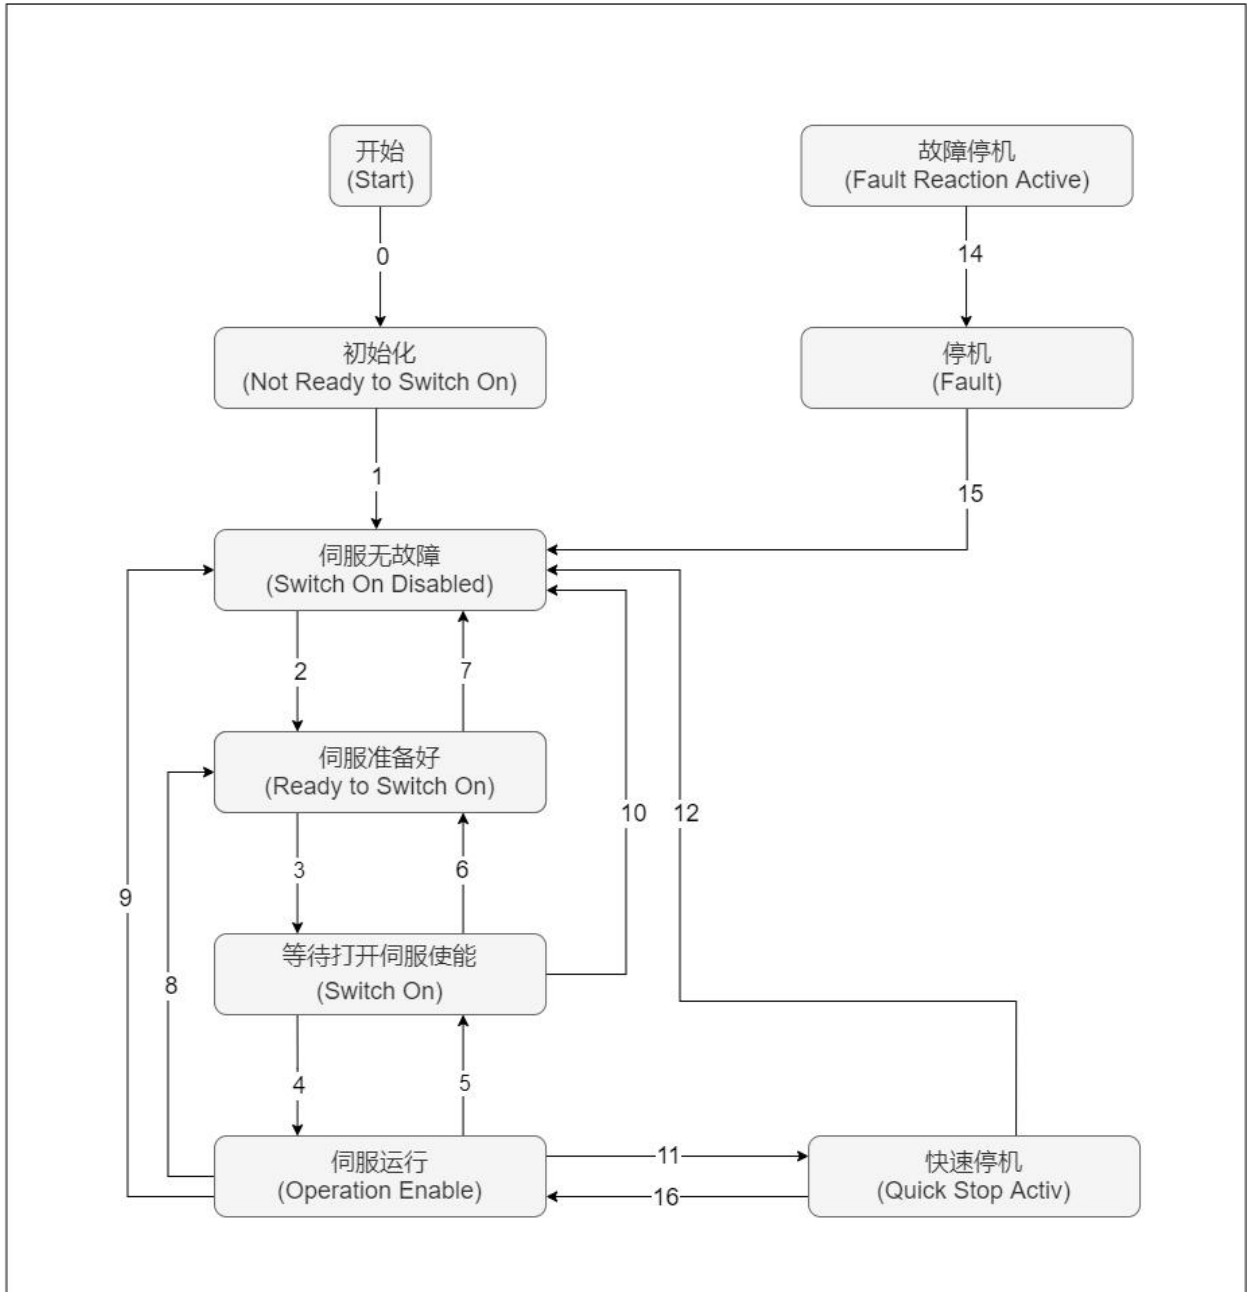 开始
(Start)
故障停机
(Fault Reaction Active)
0
14
初始化
(Not Ready to Switch On)
停机
(Fault)
1
15
伺服无故障
(Switch On Disabled)
2
7
伺服准备好
(Ready to Switch On)
10
12
3
6
9
等待打开伺服使能
(Switch On)
8
4
5
伺服运行
(Operation Enable)
11
16
快速停机
(Quick Stop Activ)